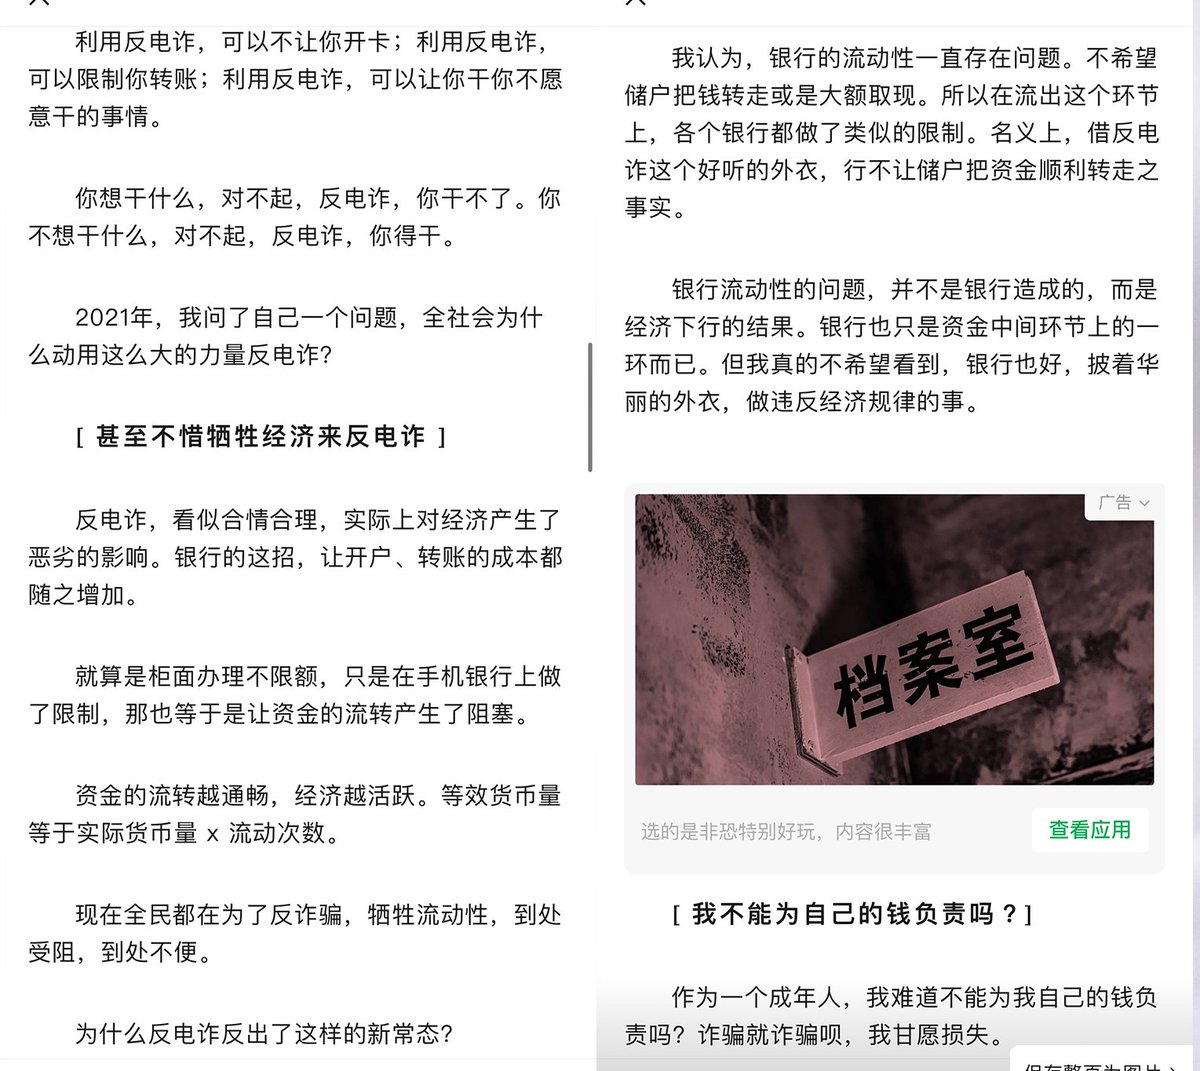 利用反电诈，可以不让你开卡；利用反电诈，
可以限制你转账；利用反电诈，可以让你干你不愿
意干的事情。
你想干什么，对不起，反电诈，你干不了。你
不想干什么，对不起，反电诈，你得干。
2021年，我问了自己一个问题，全社会为什
么动用这么大的力量反电诈？
[ 甚至不惜牺牲经济来反电诈 ]
反电诈，看似合情合理，实际上对经济产生了
恶劣的影响。银行的这招，让开户、转账的成本都
随之增加。
就算是柜面办理不限额，只是在手机银行上做
了限制，那也等于是让资金的流转产生了阻塞。
资金的流转越通畅，经济越活跃。等效货币量
等于实际货币量 x 流动次数。
现在全民都在为了反诈骗，牺牲流动性，到处
受阻，到处不便。
为什么反电诈反出了这样的新常态？
我认为，银行的流动性一直存在问题。不希望
储户把钱转走或是大额取现。所以在流出这个环节
上，各个银行都做了类似的限制。名义上，借反电
诈这个好听的外衣，行不让储户把资金顺利转走之
事实。
银行流动性的问题，并不是银行造成的，而是
经济下行的结果。银行也只是资金中间环节上的一
环而已。但我真的不希望看到，银行也好，披着华
丽的外衣，做违反经济规律的事。
广告
档案室
选的是非恐特别好玩，内容很丰富
查看应用
[ 我不能为自己的钱负责吗？]
作为一个成年人，我难道不能为我自己的钱负
责吗？诈骗就诈骗呗，我甘愿损失。
保存整页为图片